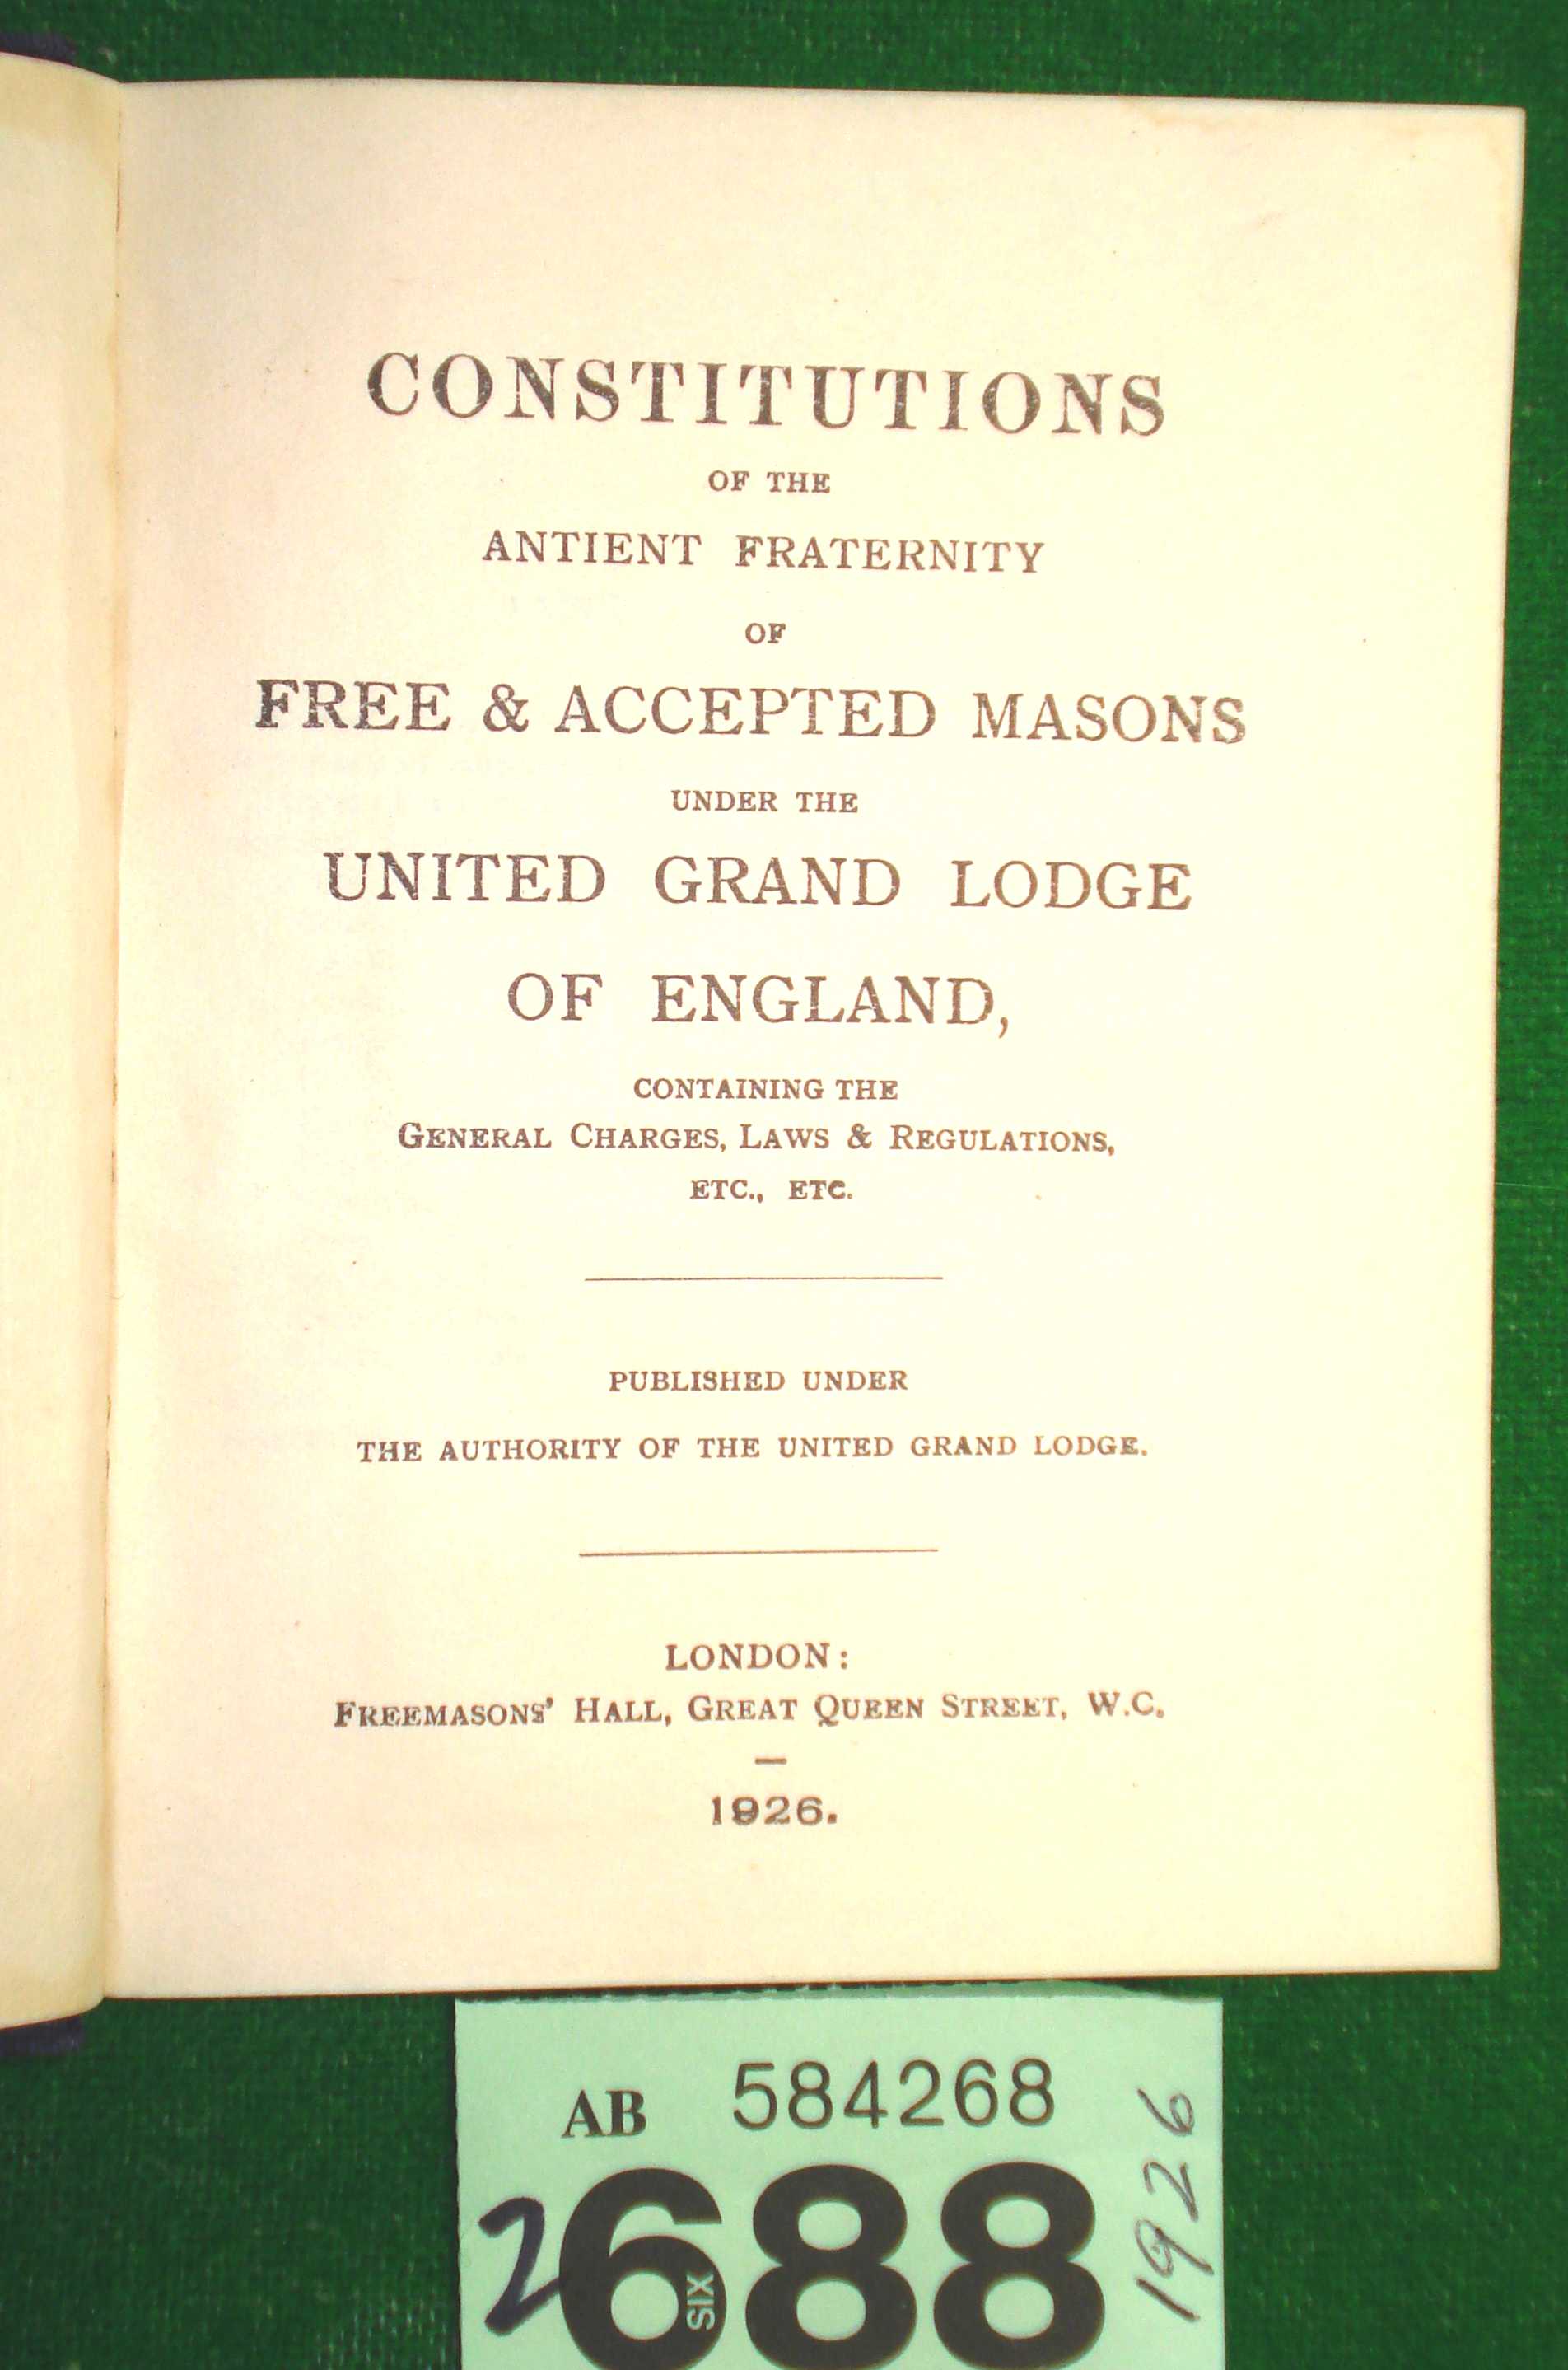 CONSTITUTIONS
OF THE
ANTIENT FRATERNITY
OF
FREE & ACCEPTED MASONS
UNDER THE
UNITED GRAND LODGE
OF ENGLAND,
CONTAINING THE
GENERAL CHARGES, LAWS & REGULATIONS,
ETC., ETC.
PUBLISHED UNDER
THE AUTHORITY OF THE UNITED GRAND LODGE.
LONDON:
FREEMASONS' HALL, GREAT QUEEN STREET, W.C.
1926.
AB 584268
2688
SIX
1926